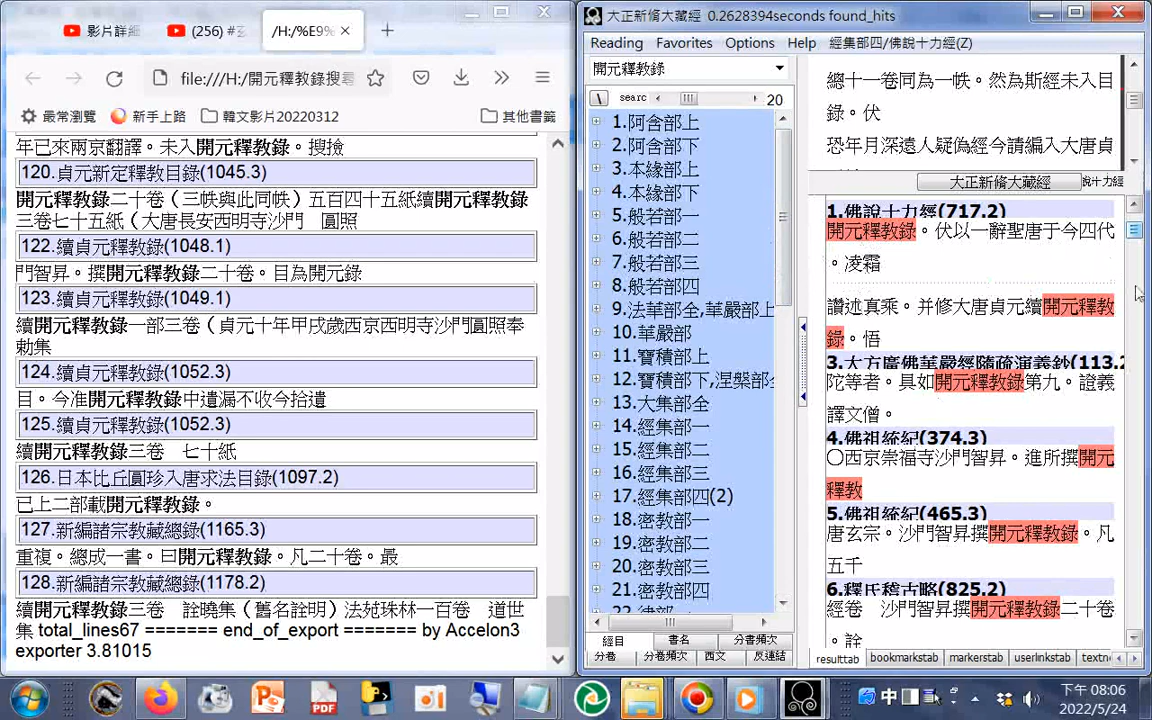 影片詳細
(256) #
/H:/%E9%
file:///H:/開元釋教錄搜尋
最常瀏覽
新手上路
韓文影片20220312
其他書籤
年已來兩京翻譯。未入開元釋教錄。搜撿
120.貞元新定釋教目錄(1045.3)
開元釋教錄二十卷（三帙與此同帙）五百四十五紙續開元釋教錄
三卷七十五紙（大唐長安西明寺沙門 圓照
122.續貞元釋教錄(1048.1)
門智昇。撰開元釋教錄二十卷。目為開元錄
123.續貞元釋教錄(1049.1)
續開元釋教錄一部三卷（貞元十年甲戌歲西京西明寺沙門圓照奉
勅集
124.續貞元釋教錄(1052.3)
目。今准開元釋教錄中遺漏不收今拾遺
125.續貞元釋教錄(1052.3)
續開元釋教錄三卷 七十紙
126.日本比丘圓珍入唐求法目錄(1097.2)
已上二部載開元釋教錄。
127.新編諸宗教藏總錄(1165.3)
重複。總成一書。曰開元釋教錄。凡二十卷。最
128.新編諸宗教藏總錄(1178.2)
續開元釋教錄三卷 詮曉集（舊名詮明）法苑珠林一百卷 道世
集 total_lines67 ======= end_of_export ======= by Accelon3
exporter 3.81015
大正新脩大藏經 0.2628394seconds found_hits
Reading Favorites Options Help 經集部四/佛說十力經(Z)
開元釋教錄
searc
20
1.阿含部上
2.阿含部下
3.本緣部上
4.本緣部下
5.般若部一
6.般若部二
7.般若部三
8.般若部四
9.法華部全,華嚴部上
10.華嚴部
11.寶積部上
12.寶積部下,涅槃部全
13.大集部全
14.經集部一
15.經集部二
16.經集部三
17.經集部四(2)
18.密教部一
19.密教部二
20.密教部三
21.密教部四
22.律部一
經目 書名 分書頻次
分卷 分卷頻次 西文 反連結
總十一卷同為一帙。然為斯經未入目
錄。伏
恐年月深遠人疑偽經今請編入大唐貞
大正新脩大藏經
說十力經
1.佛說十力經(717.2)
開元釋教錄。伏以一辭聖唐于今四代
。凌霜
讚述真乘。并修大唐貞元續開元釋教
錄。悟
3.大方廣佛華嚴經隨疏演義鈔(113.2
陀等者。具如開元釋教錄第九。證義
譯文僧。
4.佛祖統紀(374.3)
〇西京崇福寺沙門智昇。進所撰開元
釋教
5.佛祖統紀(465.3)
唐玄宗。沙門智昇撰開元釋教錄。凡
五千
6.釋氏稽古略(825.2)
經卷 沙門智昇撰開元釋教錄二十卷
。詮
resulttab bookmarkstab markerstab userlinkstab textn
中
下午 08:06
2022/5/24